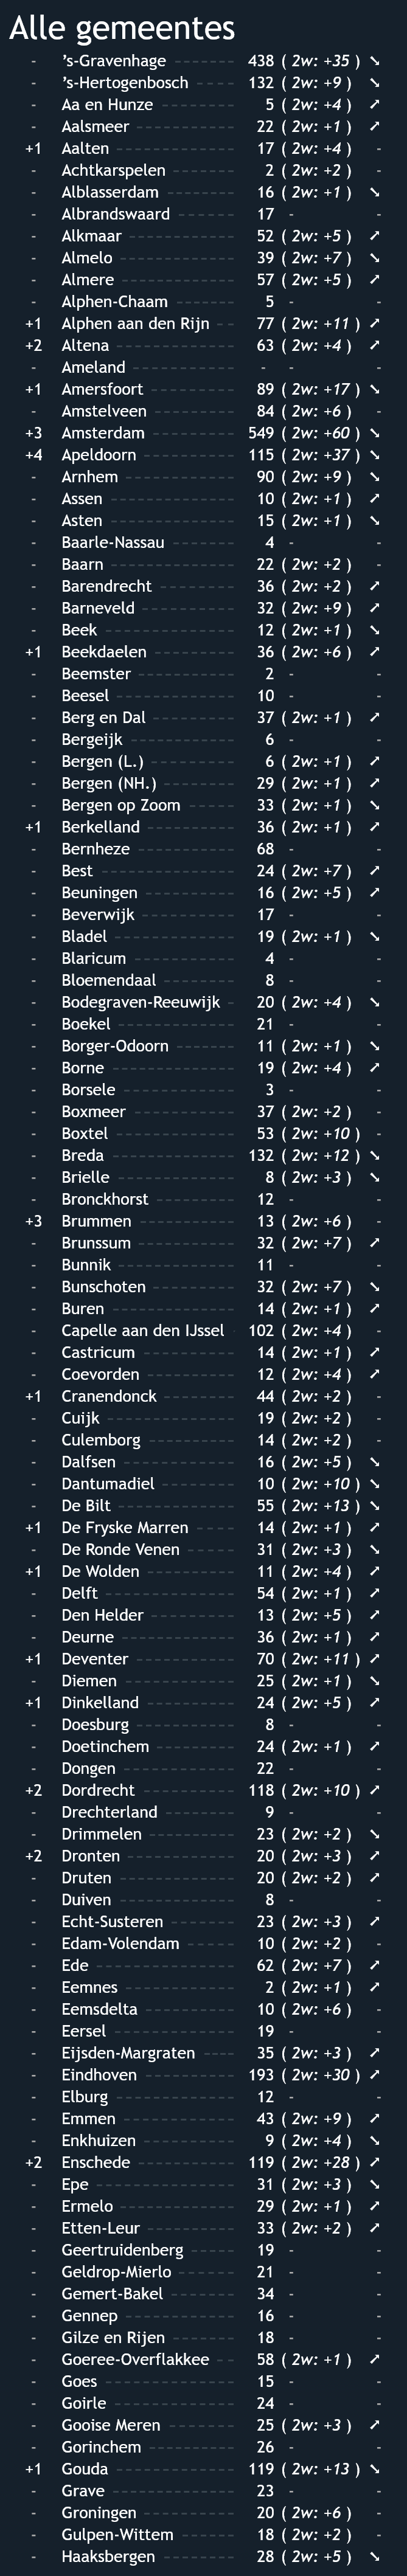 Alle gemeentes
- 's-Gravenhage 438 ( 2w: +35 ) ↘
- 's-Hertogenbosch 132 ( 2w: +9 ) ↘
- Aa en Hunze 5 ( 2w: +4 ) ↗
- Aalsmeer 22 ( 2w: +1 ) ↗
+1 Aalten 17 ( 2w: +4 ) -
- Achtkarspelen 2 ( 2w: +2 ) -
- Alblasserdam 16 ( 2w: +1 ) ↘
- Albrandswaard 17 - -
- Alkmaar 52 ( 2w: +5 ) ↗
- Almelo 39 ( 2w: +7 ) ↘
- Almere 57 ( 2w: +5 ) ↗
- Alphen-Chaam 5 - -
+1 Alphen aan den Rijn 77 ( 2w: +11 ) ↗
+2 Altena 63 ( 2w: +4 ) ↗
- Ameland - - -
+1 Amersfoort 89 ( 2w: +17 ) ↘
- Amstelveen 84 ( 2w: +6 ) -
+3 Amsterdam 549 ( 2w: +60 ) ↘
+4 Apeldoorn 115 ( 2w: +37 ) ↘
- Arnhem 90 ( 2w: +9 ) ↘
- Assen 10 ( 2w: +1 ) ↗
- Asten 15 ( 2w: +1 ) ↘
- Baarle-Nassau 4 - -
- Baarn 22 ( 2w: +2 ) -
- Barendrecht 36 ( 2w: +2 ) ↗
- Barneveld 32 ( 2w: +9 ) ↗
- Beek 12 ( 2w: +1 ) ↘
+1 Beekdaelen 36 ( 2w: +6 ) ↗
- Beemster 2 - -
- Beesel 10 - -
- Berg en Dal 37 ( 2w: +1 ) ↗
- Bergeijk 6 - -
- Bergen (L.) 6 ( 2w: +1 ) ↗
- Bergen (NH.) 29 ( 2w: +1 ) ↗
- Bergen op Zoom 33 ( 2w: +1 ) ↘
+1 Berkelland 36 ( 2w: +1 ) ↗
- Bernheze 68 - -
- Best 24 ( 2w: +7 ) ↗
- Beuningen 16 ( 2w: +5 ) ↗
- Beverwijk 17 - -
- Bladel 19 ( 2w: +1 ) ↘
- Blaricum 4 - -
- Bloemendaal 8 - -
- Bodegraven-Reeuwijk 20 ( 2w: +4 ) ↘
- Boekel 21 - -
- Borger-Odoorn 11 ( 2w: +1 ) ↘
- Borne 19 ( 2w: +4 ) ↗
- Borsele 3 - -
- Boxmeer 37 ( 2w: +2 ) -
- Boxtel 53 ( 2w: +10 ) -
- Breda 132 ( 2w: +12 ) ↘
- Brielle 8 ( 2w: +3 ) ↘
- Bronckhorst 12 - -
+3 Brummen 13 ( 2w: +6 ) -
- Brunssum 32 ( 2w: +7 ) ↗
- Bunnik 11 - -
- Bunschoten 32 ( 2w: +7 ) ↘
- Buren 14 ( 2w: +1 ) ↗
- Capelle aan den IJssel 102 ( 2w: +4 ) -
- Castricum 14 ( 2w: +1 ) ↗
- Coevorden 12 ( 2w: +4 ) ↗
+1 Cranendonck 44 ( 2w: +2 ) -
- Cuijk 19 ( 2w: +2 ) -
- Culemborg 14 ( 2w: +2 ) -
- Dalfsen 16 ( 2w: +5 ) ↘
- Dantumadiel 10 ( 2w: +10 ) ↘
- De Bilt 55 ( 2w: +13 ) ↘
+1 De Fryske Marren 14 ( 2w: +1 ) ↗
- De Ronde Venen 31 ( 2w: +3 ) ↘
+1 De Wolden 11 ( 2w: +4 ) ↗
- Delft 54 ( 2w: +1 ) ↗
- Den Helder 13 ( 2w: +5 ) ↗
- Deurne 36 ( 2w: +1 ) ↗
+1 Deventer 70 ( 2w: +11 ) ↗
- Diemen 25 ( 2w: +1 ) ↘
+1 Dinkelland 24 ( 2w: +5 ) ↗
- Doesburg 8 - -
- Doetinchem 24 ( 2w: +1 ) ↗
- Dongen 22 - -
+2 Dordrecht 118 ( 2w: +10 ) ↗
- Drechterland 9 - -
- Drimmelen 23 ( 2w: +2 ) ↘
+2 Dronten 20 ( 2w: +3 ) ↗
- Druten 20 ( 2w: +2 ) ↗
- Duiven 8 - -
- Echt-Susteren 23 ( 2w: +3 ) ↗
- Edam-Volendam 10 ( 2w: +2 ) -
- Ede 62 ( 2w: +7 ) ↗
- Eemnes 2 ( 2w: +1 ) ↗
- Eemsdelta 10 ( 2w: +6 ) -
- Eersel 19 - -
- Eijsden-Margraten 35 ( 2w: +3 ) ↗
- Eindhoven 193 ( 2w: +30 ) ↗
- Elburg 12 - -
- Emmen 43 ( 2w: +9 ) ↗
- Enkhuizen 9 ( 2w: +4 ) ↘
+2 Enschede 119 ( 2w: +28 ) ↗
- Epe 31 ( 2w: +3 ) ↘
- Ermelo 29 ( 2w: +1 ) ↗
- Etten-Leur 33 ( 2w: +2 ) ↗
- Geertruidenberg 19 - -
- Geldrop-Mierlo 21 - -
- Gemert-Bakel 34 - -
- Gennep 16 - -
- Gilze en Rijen 18 - -
- Goeree-Overflakkee 58 ( 2w: +1 ) ↗
- Goes 15 - -
- Goirle 24 - -
- Gooise Meren 25 ( 2w: +3 ) ↗
- Gorinchem 26 - -
+1 Gouda 119 ( 2w: +13 ) ↘
- Grave 23 - -
- Groningen 20 ( 2w: +6 ) -
- Gulpen-Wittem 18 ( 2w: +2 ) -
- Haaksbergen 28 ( 2w: +5 ) ↘